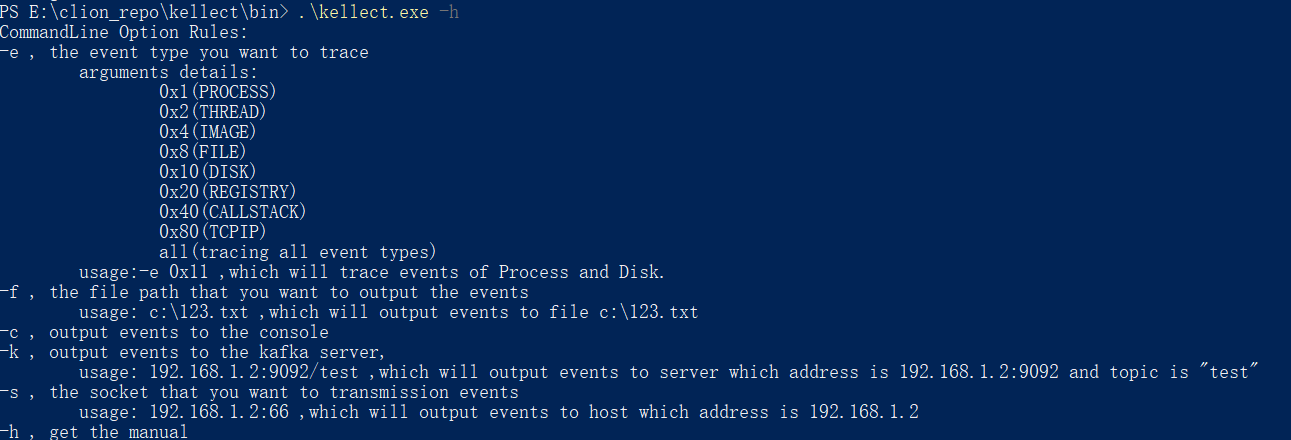 PS E:\clion_repo\kellect\bin> .\kellect.exe -h
CommandLine Option Rules:
-e , the event type you want to trace
arguments details:
0x1(PROCESS)
0x2(THREAD)
0x4(IMAGE)
0x8(FILE)
0x10(DISK)
0x20(REGISTRY)
0x40(CALLSTACK)
0x80(TCPIP)
all(tracing all event types)
usage:-e 0x11 ,which will trace events of Process and Disk.
-f , the file path that you want to output the events
usage: c:\123.txt ,which will output events to file c:\123.txt
-c , output events to the console
-k , output events to the kafka server,
usage: 192.168.1.2:9092/test ,which will output events to server which address is 192.168.1.2:9092 and topic is "test"
-s , the socket that you want to transmission events
usage: 192.168.1.2:66 ,which will output events to host which address is 192.168.1.2
-h , get the manual